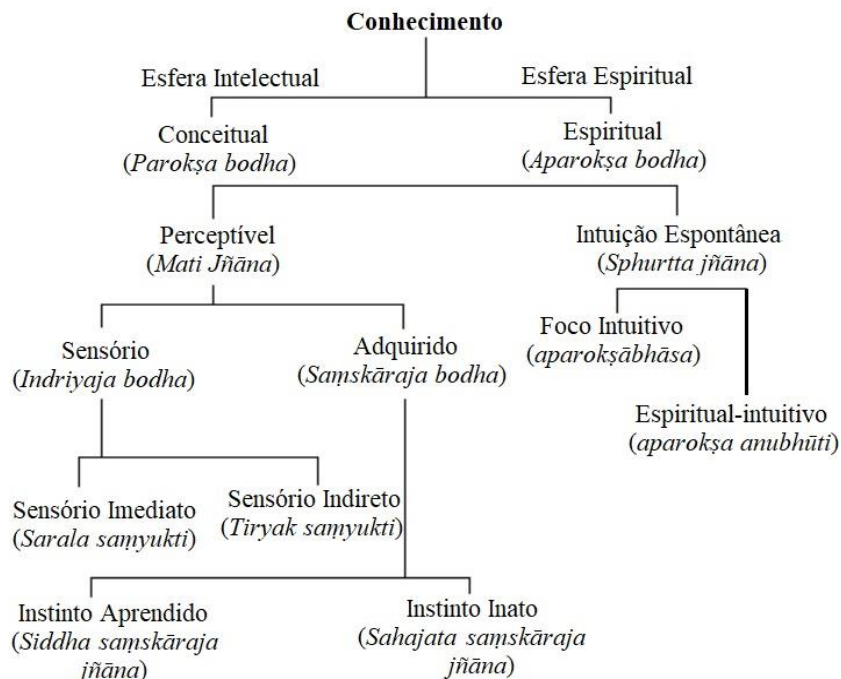 Conhecimento
Esfera Intelectual
Esfera Espiritual
Conceitual
(Parokṣa bodha)
Espiritual
(Aparokṣa bodha)
Perceptível
(Mati Jñāna)
Intuição Espontânea
(Sphurtta jñāna)
Foco Intuitivo
(aparokṣābhāsa)
Sensório
(Indriyaja bodha)
Adquirido
(Saṃskāraja bodha)
Espiritual-intuitivo
(aparokṣa anubhūti)
Sensório Imediato
(Sarala saṃyukti)
Sensório Indireto
(Tiryak saṃyukti)
Instinto Aprendido
(Siddha saṃskāraja
jñāna)
Instinto Inato
(Sahajata saṃskāraja
jñāna)